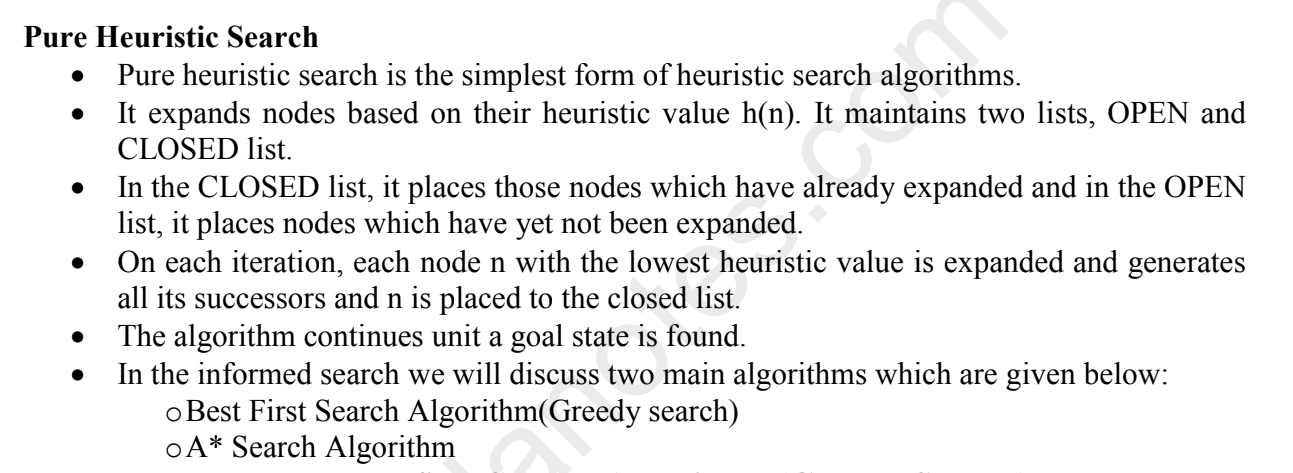 Pure Heuristic Search
• Pure heuristic search is the simplest form of heuristic search algorithms.
• It expands nodes based on their heuristic value h(n). It maintains two lists, OPEN and
CLOSED list.
• In the CLOSED list, it places those nodes which have already expanded and in the OPEN
list, it places nodes which have yet not been expanded.
• On each iteration, each node n with the lowest heuristic value is expanded and generates
all its successors and n is placed to the closed list.
• The algorithm continues unit a goal state is found.
• In the informed search we will discuss two main algorithms which are given below:
o Best First Search Algorithm(Greedy search)
o A* Search Algorithm
lanotes.com